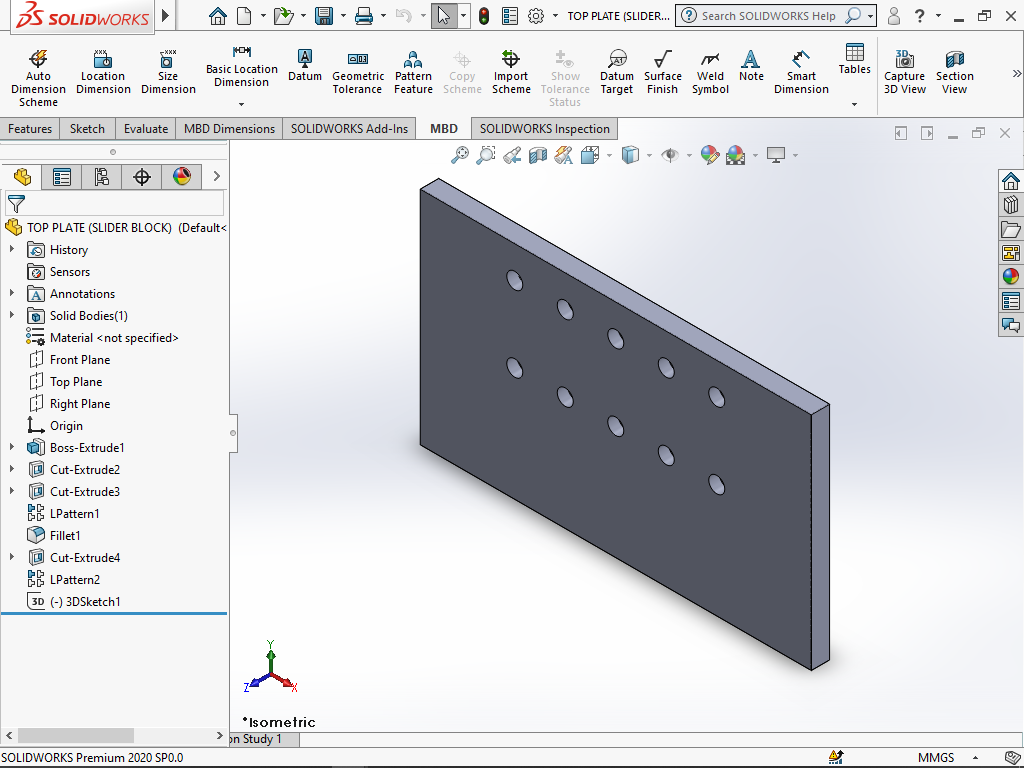 SOLIDWORKS
TOP PLATE (SLIDER...
Search SOLIDWORKS Help
Auto Dimension Scheme
Location Dimension
Size Dimension
Basic Location Dimension
Datum
Geometric Tolerance
Pattern Feature
Copy Scheme
Import Scheme
Show Tolerance Status
Datum Target
Surface Finish
Weld Symbol
Note
Smart Dimension
Tables
Capture 3D View
Section View
Features
Sketch
Evaluate
MBD Dimensions
SOLIDWORKS Add-Ins
MBD
SOLIDWORKS Inspection
TOP PLATE (SLIDER BLOCK) (Default<
History
Sensors
Annotations
Solid Bodies(1)
Material <not specified>
Front Plane
Top Plane
Right Plane
Origin
Boss-Extrude1
Cut-Extrude2
Cut-Extrude3
LPattern1
Fillet1
Cut-Extrude4
LPattern2
3D (-) 3DSketch1
Y
Z
X
*Isometric
on Study 1
SOLIDWORKS Premium 2020 SP0.0
MMGS